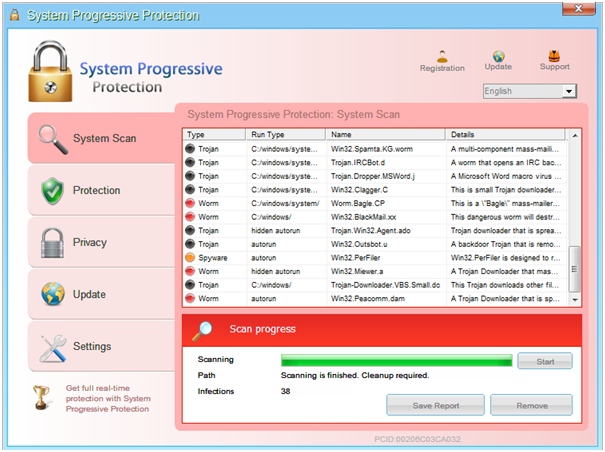 System Progressive Protection
System Progressive
Protection
Registration
Update
Support
English
System Scan
Protection
Privacy
Update
Settings
Get full real-time
protection with System
Progressive Protection
System Progressive Protection: System Scan
Type Run Type Name Details
Trojan C:/windows/syste... Win32.Spamta.KG.worm A multi-component mass-maili...
Trojan C:/windows/syste... Trojan.IRCBot.d A worm that opens an IRC bac...
Trojan C:/windows/syste... Trojan.Dropper.MSWord.j A Microsoft Word macro virus ...
Trojan C:/windows/syste... Win32.Clagger.C This is small Trojan downloader...
Worm C:/windows/system/ Worm.Bagle.CP This is a \"Bagle\" mass-mailer...
Worm C:/windows/ Win32.BlackMail.xx This dangerous worm will destr...
Trojan hidden autorun Trojan.Win32.Agent.ado Trojan downloader that is sprea...
Trojan autorun Win32.Outsbot.u A backdoor Trojan that is remo...
Spyware autorun Win32.PerFiler Win32.PerFiler is designed to r...
Worm hidden autorun Win32.Miewer.a A Trojan Downloader that mas...
Trojan C:/windows/ Trojan-Downloader.VBS.Small.dc This Trojan downloads other fil...
Worm autorun Win32.Peacomm.dam A Trojan Downloader that is sp...
Scan progress
Scanning
Start
Path Scanning is finished. Cleanup required.
Infections 38
Save Report
Remove
PCID:00206C03CA032